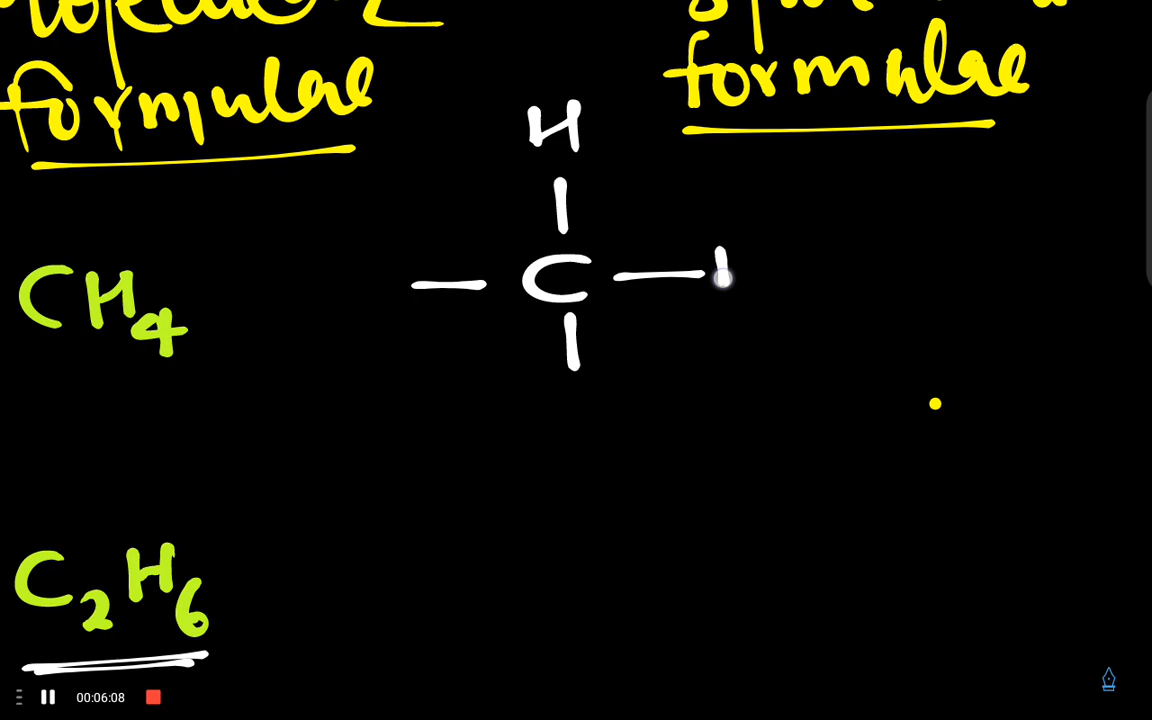 formulae
formulae
H
CH4
— C —
C2H6
00:06:08